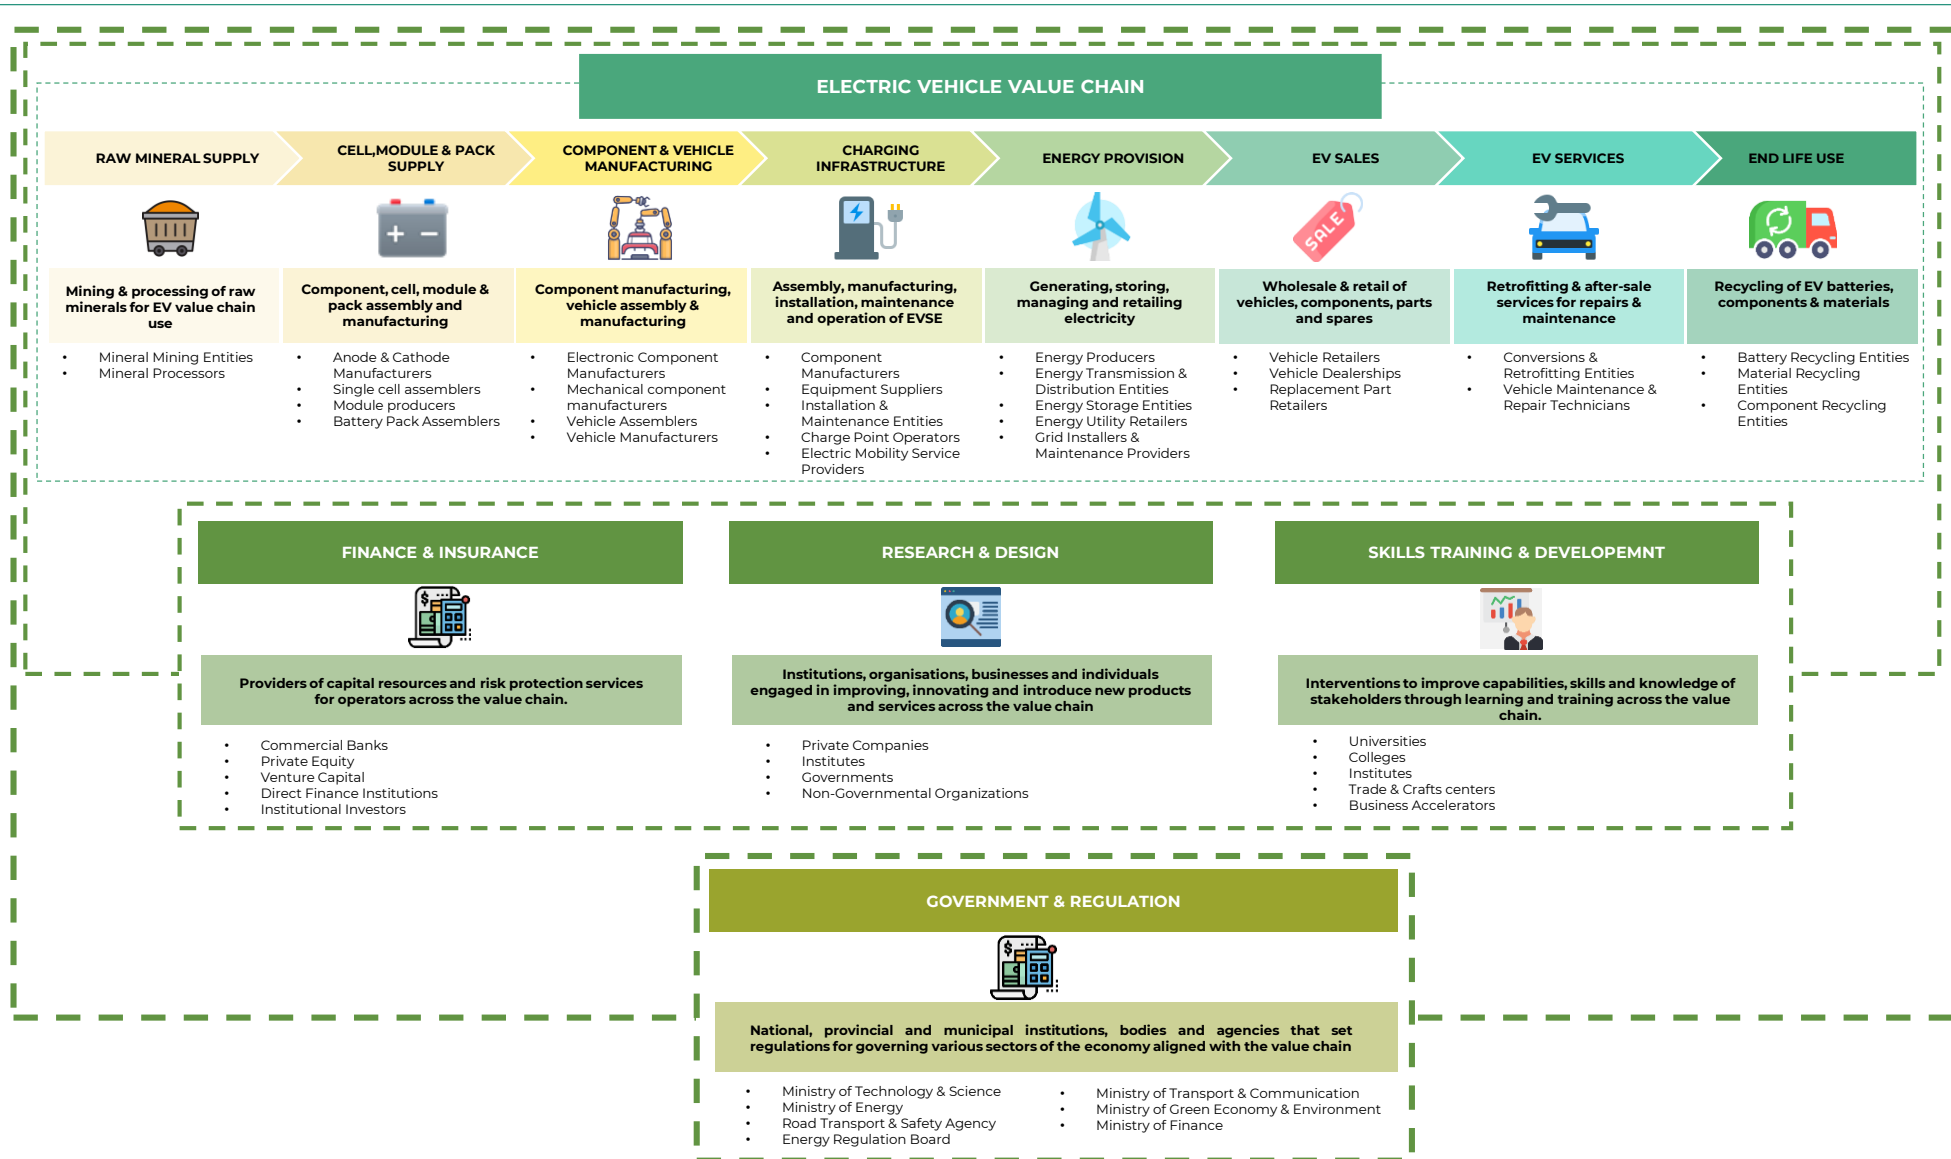 ELECTRIC VEHICLE VALUE CHAIN
RAW MINERAL SUPPLY
CELL,MODULE & PACK
SUPPLY
COMPONENT & VEHICLE
MANUFACTURING
CHARGING
INFRASTRUCTURE
ENERGY PROVISION
EV SALES
EV SERVICES
END LIFE USE
SALE
Mining & processing of raw
minerals for EV value chain
use
• Mineral Mining Entities
• Mineral Processors
Component, cell, module &
pack assembly and
manufacturing
• Anode & Cathode
Manufacturers
• Single cell assemblers
• Module producers
• Battery Pack Assemblers
Component manufacturing,
vehicle assembly &
manufacturing
• Electronic Component
Manufacturers
• Mechanical component
manufacturers
• Vehicle Assemblers
• Vehicle Manufacturers
Assembly, manufacturing,
installation, maintenance
and operation of EVSE
• Component
Manufacturers
• Equipment Suppliers
• Installation &
Maintenance Entities
• Charge Point Operators
• Electric Mobility Service
Providers
Generating, storing,
managing and retailing
electricity
• Energy Producers
• Energy Transmission &
Distribution Entities
• Energy Storage Entities
• Energy Utility Retailers
• Grid Installers &
Maintenance Providers
Wholesale & retail of
vehicles, components, parts
and spares
• Vehicle Retailers
• Vehicle Dealerships
• Replacement Part
Retailers
Retrofitting & after-sale
services for repairs &
maintenance
• Conversions &
Retrofitting Entities
• Vehicle Maintenance &
Repair Technicians
Recycling of EV batteries,
components & materials
• Battery Recycling Entities
• Material Recycling
Entities
• Component Recycling
Entities
FINANCE & INSURANCE
Providers of capital resources and risk protection services
for operators across the value chain.
• Commercial Banks
• Private Equity
• Venture Capital
• Direct Finance Institutions
• Institutional Investors
RESEARCH & DESIGN
Institutions, organisations, businesses and individuals
engaged in improving, innovating and introduce new products
and services across the value chain
• Private Companies
• Institutes
• Governments
• Non-Governmental Organizations
SKILLS TRAINING & DEVELOPEMNT
Interventions to improve capabilities, skills and knowledge of
stakeholders through learning and training across the value
chain.
• Universities
• Colleges
• Institutes
• Trade & Crafts centers
• Business Accelerators
GOVERNMENT & REGULATION
National, provincial and municipal institutions, bodies and agencies that set
regulations for governing various sectors of the economy aligned with the value chain
• Ministry of Technology & Science
• Ministry of Energy
• Road Transport & Safety Agency
• Energy Regulation Board
• Ministry of Transport & Communication
• Ministry of Green Economy & Environment
• Ministry of Finance